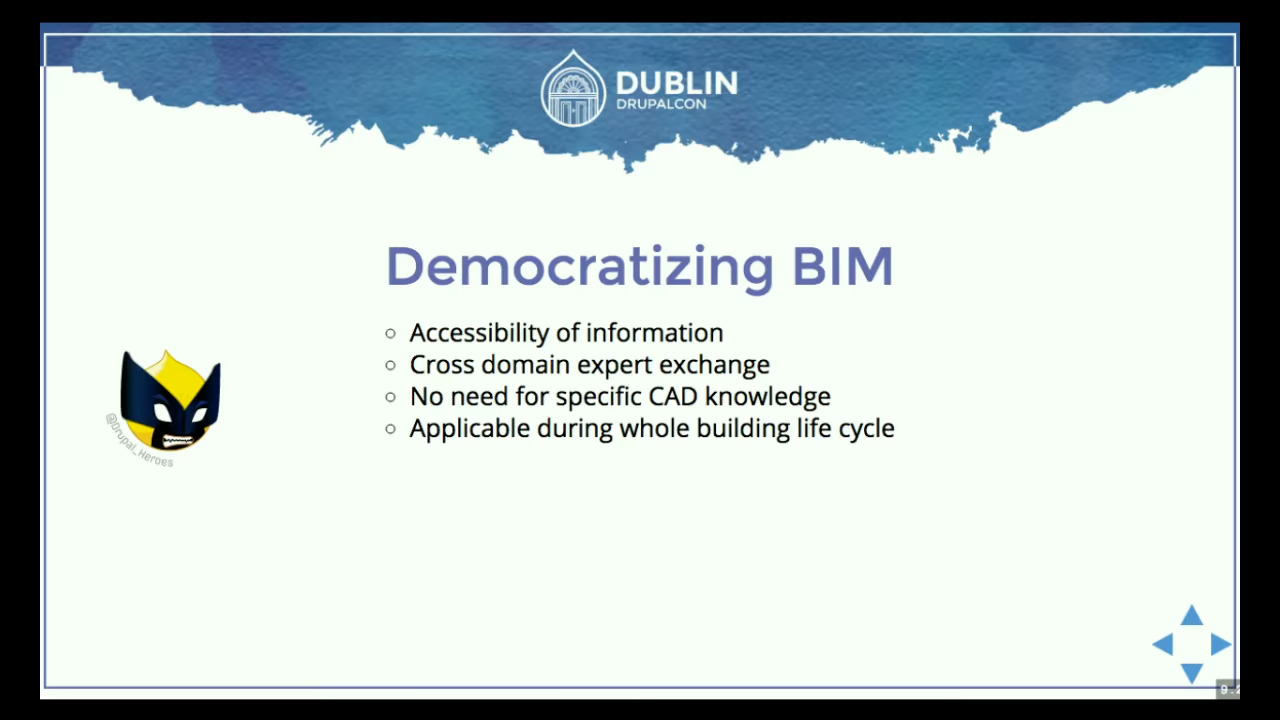 DUBLIN
DRUPALCON
Democratizing BIM
Accessibility of information
Cross domain expert exchange
No need for specific CAD knowledge
Applicable during whole building life cycle
@Drupal_Heroes